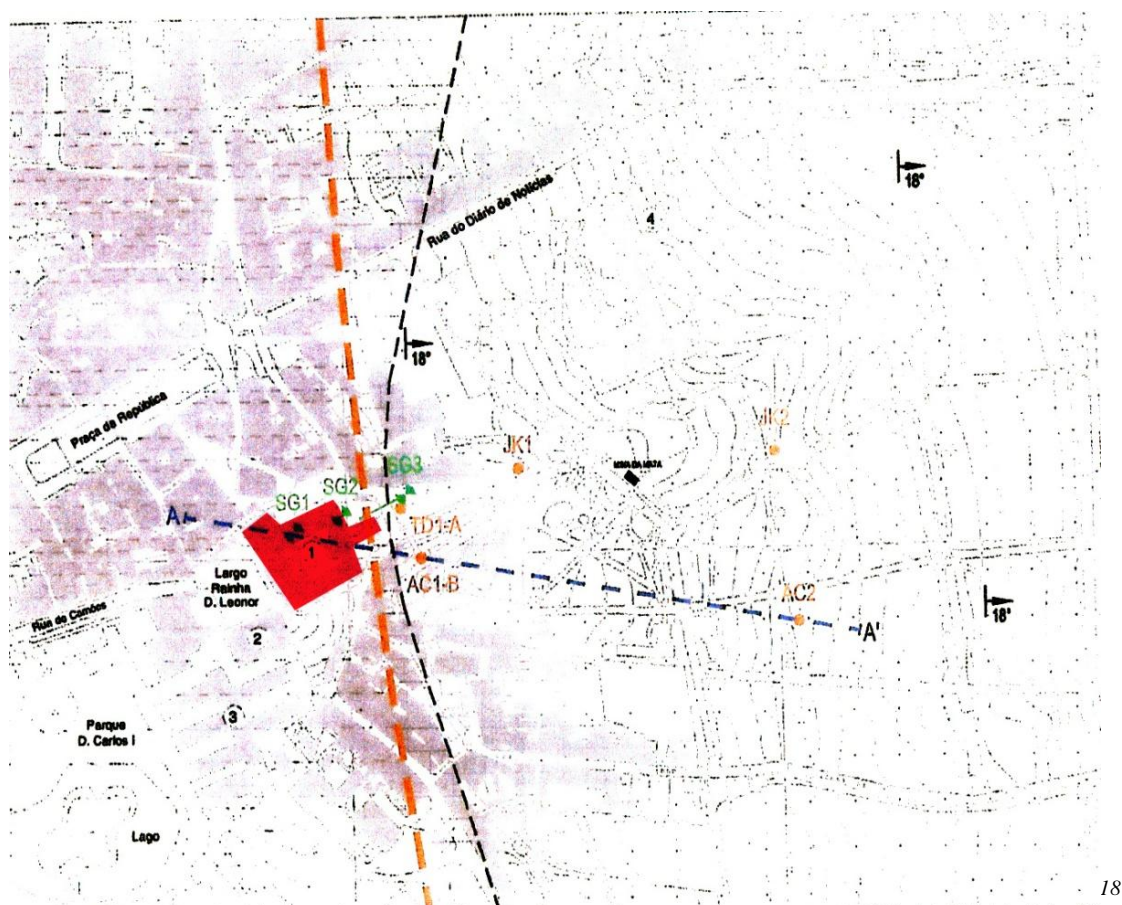 18°
4
Rua do Diário de Notícias
18°
Praça da República
JK1
JK2
SG3
SG2
SG1
A
TD1-A
1
AC1-B
AC2
A'
18°
Largo
Rainha
D. Leonor
Rua de Camões
2
3
Parque
D. Carlos I
Lago
18